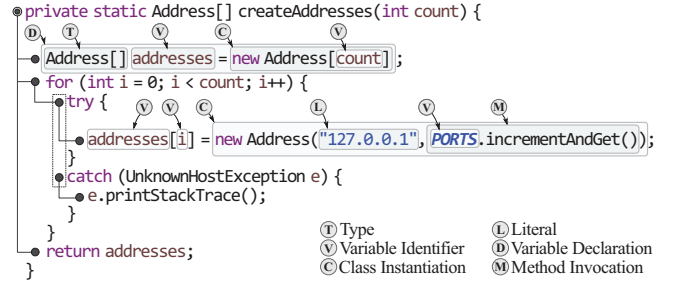 private static Address[] createAddresses(int count) {
D T V C V
Address[] addresses = new Address[count] ;
for (int i = 0; i < count; i++) {
try {
V V C L V M
addresses[i] = new Address("127.0.0.1", PORTS.incrementAndGet());
}
catch (UnknownHostException e) {
e.printStackTrace();
}
}
return addresses;
}
T Type
V Variable Identifier
C Class Instantiation
L Literal
D Variable Declaration
M Method Invocation